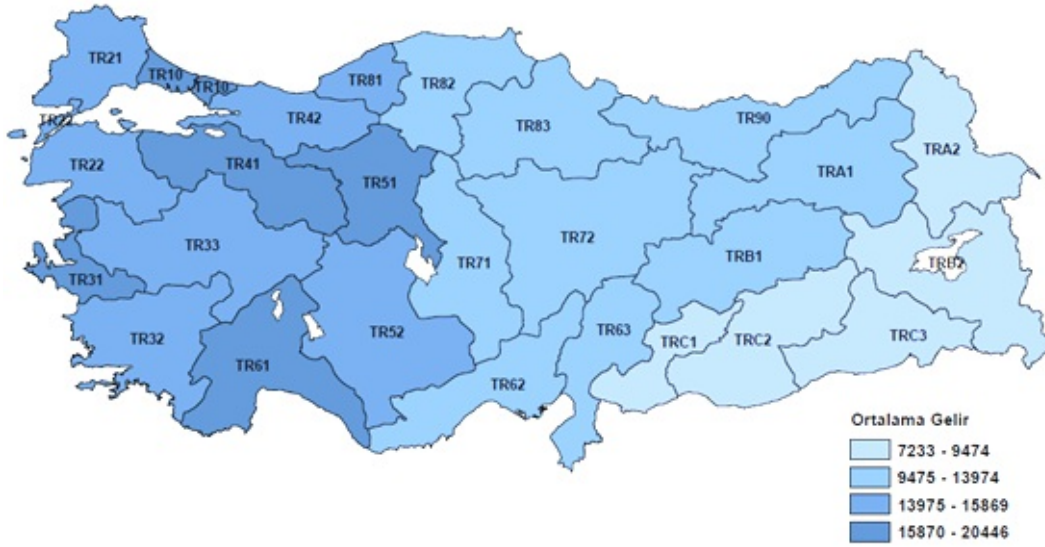 TR21
TR10
TR10
TR81
TR82
TR22
TR42
TR83
TR90
TR22
TR41
TR51
TRA1
TRA2
TR33
TR72
TR71
TRB1
TRB2
TR31
TR32
TR52
TR63
TRC1
TRC2
TRC3
TR61
TR62
Ortalama Gelir
7233 - 9474
9475 - 13974
13975 - 15869
15870 - 20446